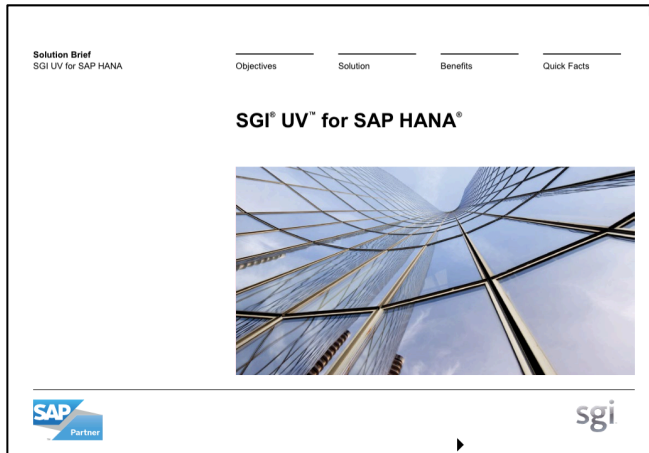 Solution Brief
SGI UV for SAP HANA
Objectives
Solution
Benefits
Quick Facts
SGI® UV™ for SAP HANA®
SAP
Partner
sgi